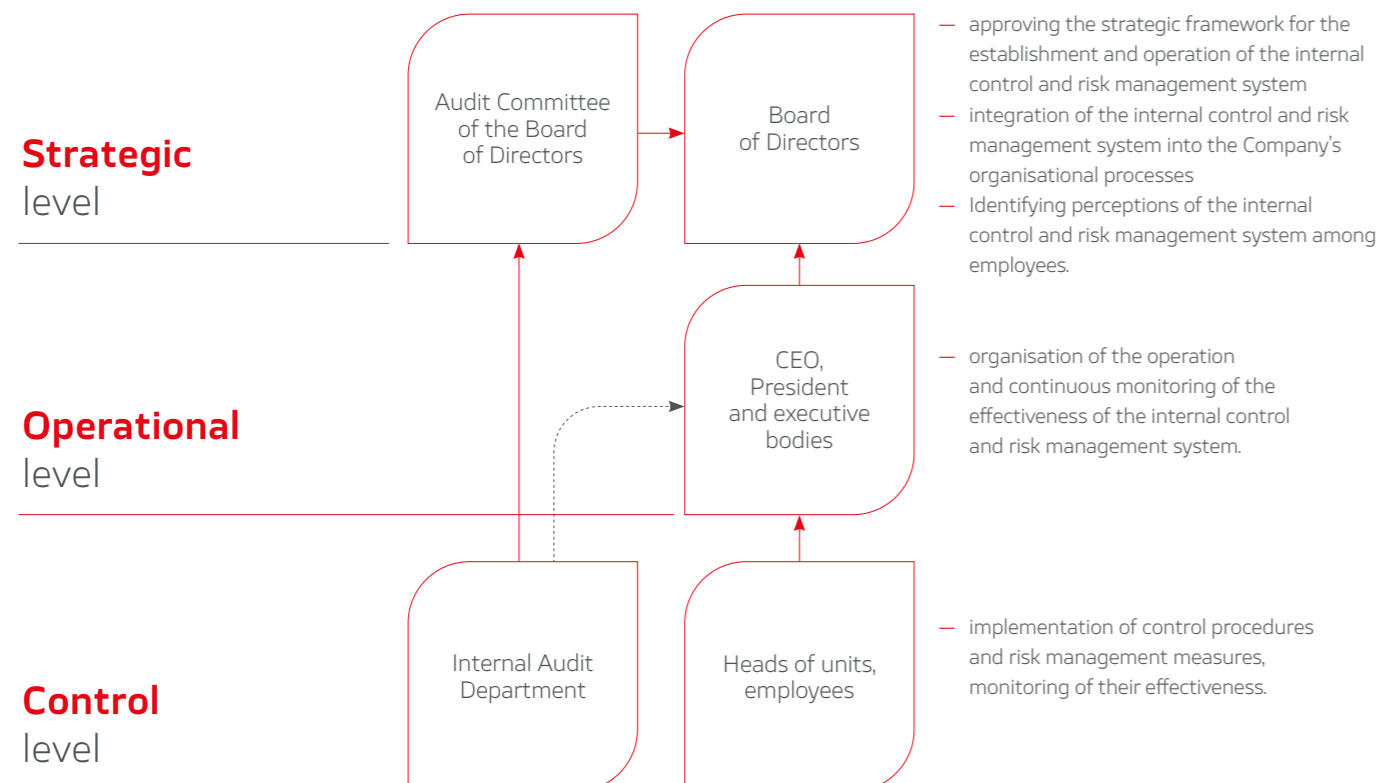 Strategic
level
Audit Committee
of the Board
of Directors
Board
of Directors
— approving the strategic framework for the
establishment and operation of the internal
control and risk management system
— integration of the internal control and risk
management system into the Company's
organisational processes
— Identifying perceptions of the internal
control and risk management system among
employees.
Operational
level
CEO,
President
and executive
bodies
— organisation of the operation
and continuous monitoring of the
effectiveness of the internal control
and risk management system.
Control
level
Internal Audit
Department
Heads of units,
employees
— implementation of control procedures
and risk management measures,
monitoring of their effectiveness.